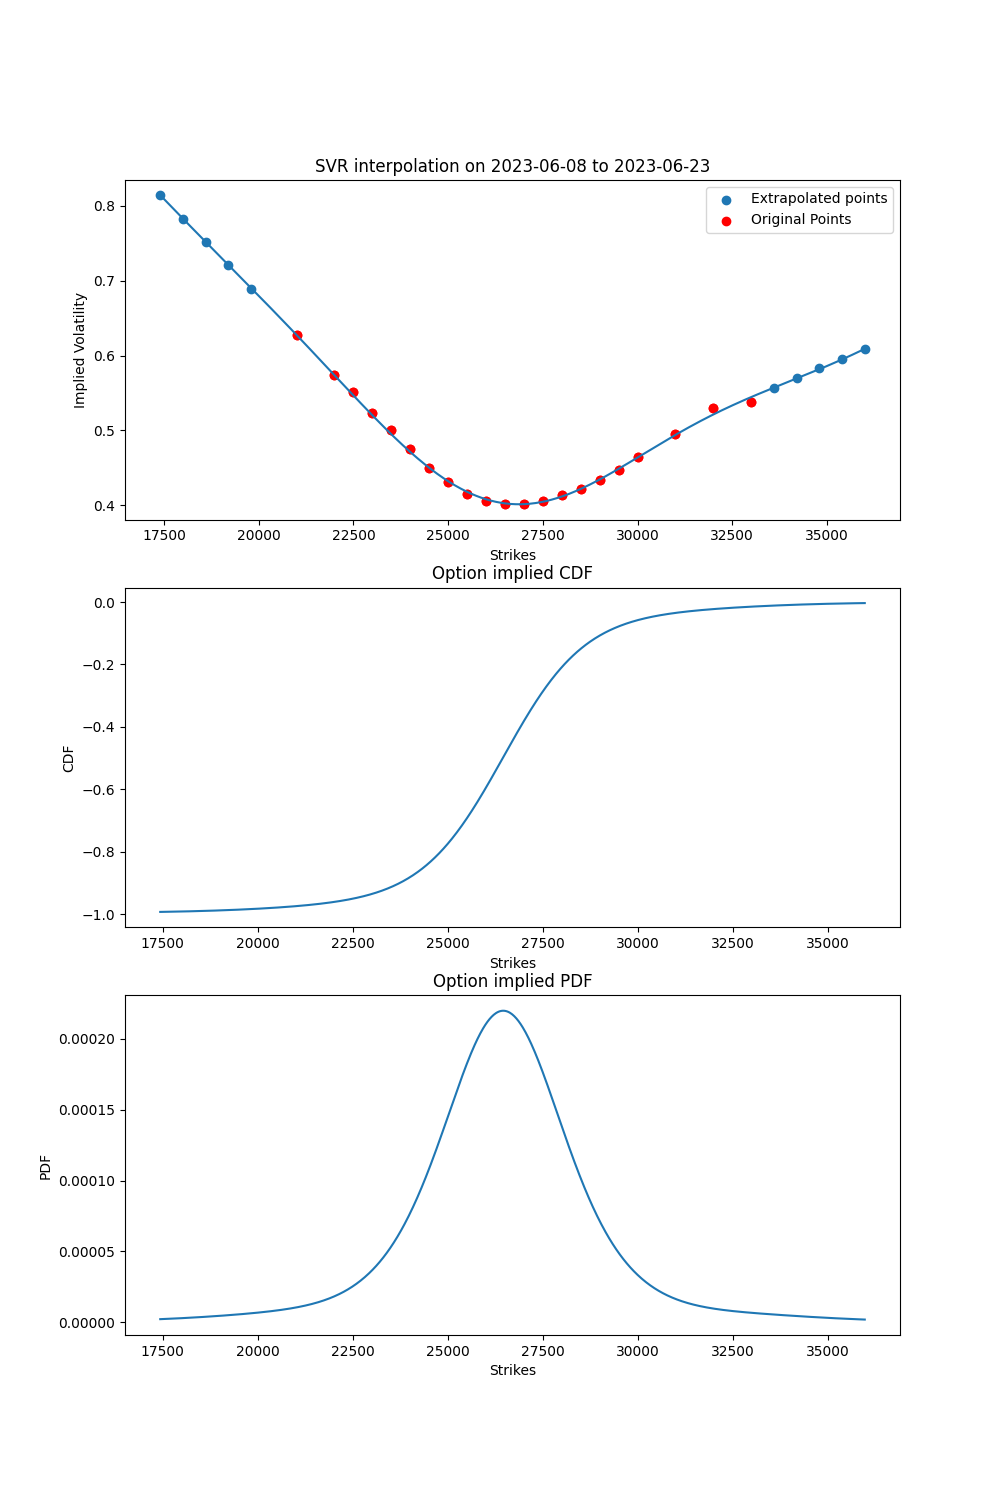 SVR interpolation on 2023-06-08 to 2023-06-23
Extrapolated points
Original Points
Implied Volatility
0.8
0.7
0.6
0.5
0.4
17500 20000 22500 25000 27500 30000 32500 35000
Strikes
Option implied CDF
CDF
0.0
−0.2
−0.4
−0.6
−0.8
−1.0
17500 20000 22500 25000 27500 30000 32500 35000
Strikes
Option implied PDF
PDF
0.00020
0.00015
0.00010
0.00005
0.00000
17500 20000 22500 25000 27500 30000 32500 35000
Strikes